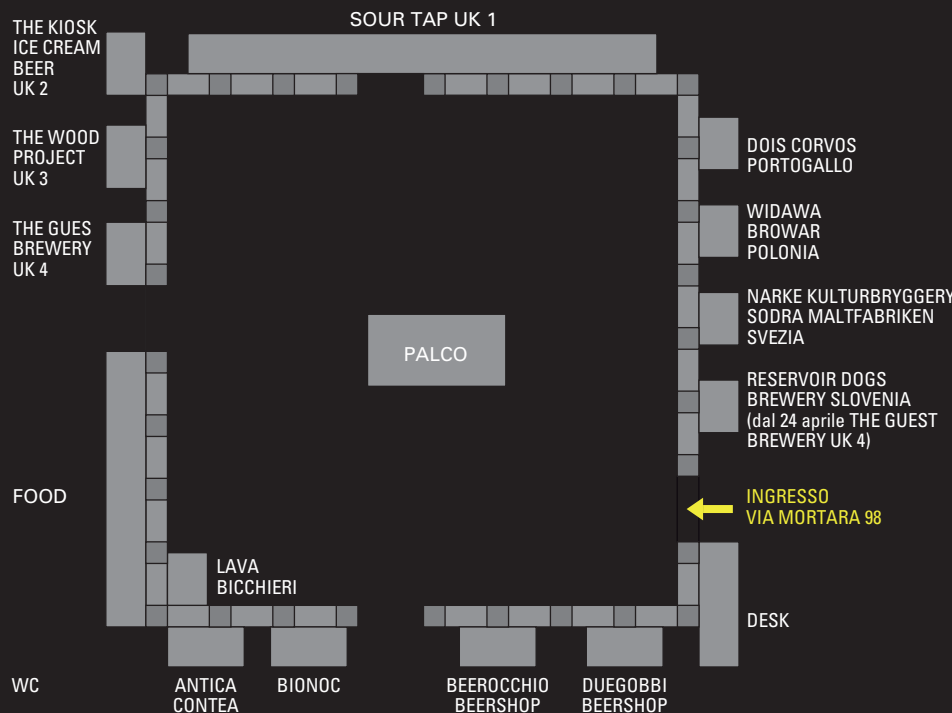 SOUR TAP UK 1
THE KIOSK
ICE CREAM
BEER
UK 2
THE WOOD
PROJECT
UK 3
THE GUES
BREWERY
UK 4
DOIS CORVOS
PORTOGALLO
WIDAWA
BROWAR
POLONIA
NARKE KULTURBRYGGERY
SODRA MALTFABRIKEN
SVEZIA
PALCO
RESERVOIR DOGS
BREWERY SLOVENIA
(dal 24 aprile THE GUEST
BREWERY UK 4)
FOOD
INGRESSO
VIA MORTARA 98
LAVA
BICCHIERI
DESK
WC
ANTICA
CONTEA
BIONOC
BEEROCCHIO
BEERSHOP
DUEGOBBI
BEERSHOP